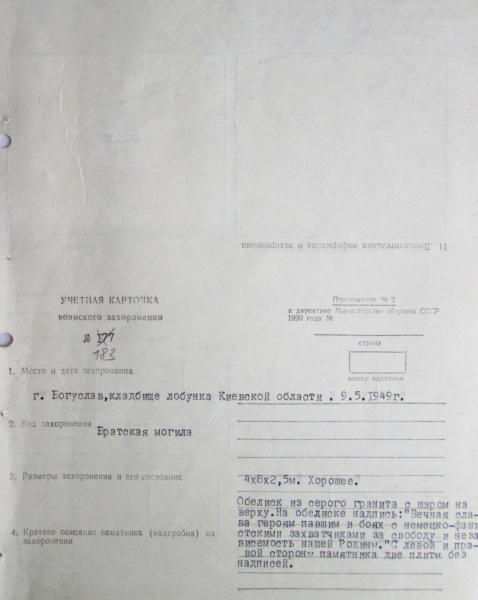 11. Дополнительная информация о захоронении
УЧЕТНАЯ КАРТОЧКА
воинского захоронения
№ 177
183
Приложение № 2
к директиве Министерства обороны СССР
1990 года №
страна
номер карточки
1. Место и дата захоронения
г. Богуслав,кладбище лобунка Киевской области . 9.5.1949г.
2. Вид захоронения
Братская могила
3. Размеры захоронения и его состояние
4х8х2,5м. Хорошее.
4. Краткое описание памятника (надгробия) на
захоронении
Обелиск из серого гранита с шаром на
верху.На обелиске надпись:"Вечная сла-
ва героям павшим в боях с немецко-фаши
стскими захватчиками за свободу и неза
висемость нашей Родины."С левой и пра-
вой стороны памятника две плиты без
надписей.